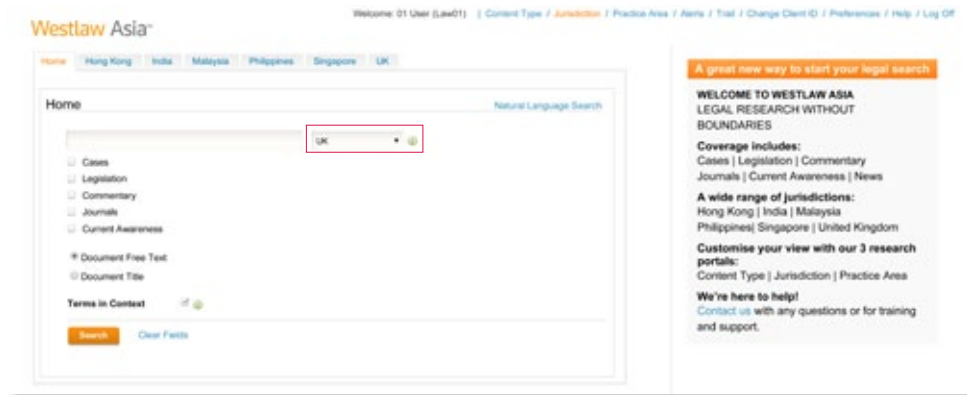 Welcome: 01 User (Law01) | Content Type / Jurisdiction / Practice Area / Alerts / Trail / Change Client ID / Preferences / Help / Log Off
Westlaw Asia™
Home Hong Kong India Malaysia Philippines Singapore UK
Home Natural Language Search
UK
Cases
Legislation
Commentary
Journals
Current Awareness
Document Free Text
Document Title
Terms in Context
Search Clear Fields
A great new way to start your legal search
WELCOME TO WESTLAW ASIA
LEGAL RESEARCH WITHOUT
BOUNDARIES
Coverage includes:
Cases | Legislation | Commentary
Journals | Current Awareness | News
A wide range of jurisdictions:
Hong Kong | India | Malaysia
Philippines| Singapore | United Kingdom
Customise your view with our 3 research
portals:
Content Type | Jurisdiction | Practice Area
We're here to help!
Contact us with any questions or for training
and support.